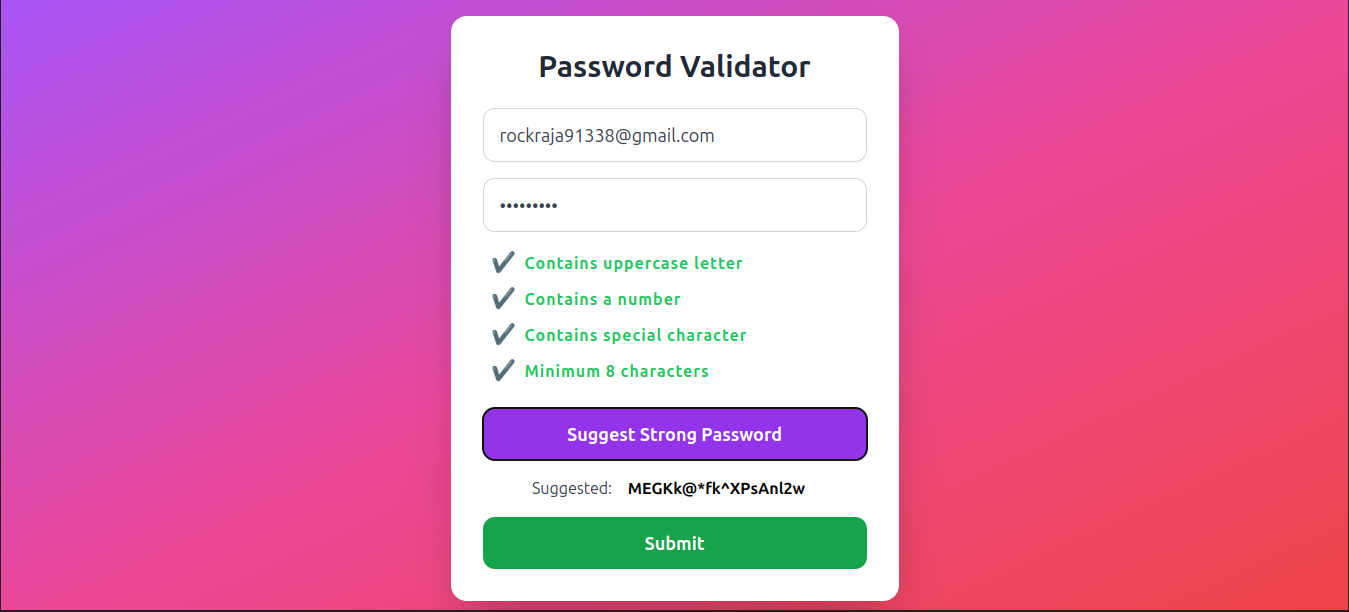 Password Validator
rockraja91338@gmail.com
•••••••••
✔ Contains uppercase letter
✔ Contains a number
✔ Contains special character
✔ Minimum 8 characters
Suggest Strong Password
Suggested: MEGKk@*fk^XPsAnl2w
Submit